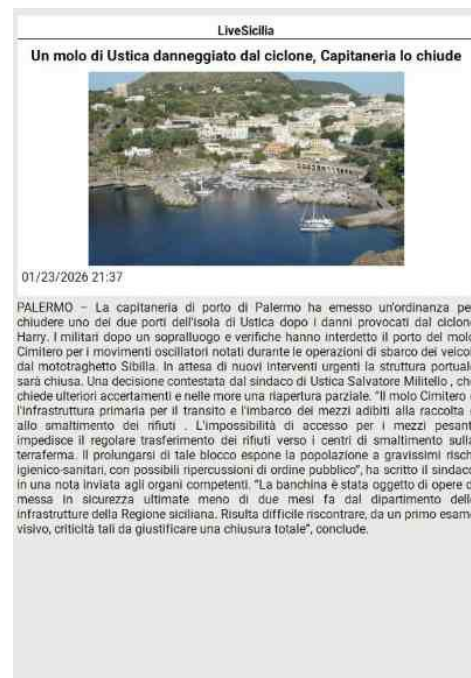 LiveSicilia
Un molo di Ustica danneggiato dal ciclone, Capitaneria lo chiude
01/23/2026 21:37
PALERMO – La capitaneria di porto di Palermo ha emesso un'ordinanza pe
chiudere uno dei due porti dell'isola di Ustica dopo i danni provocati dal ciclone
Harry. I militari dopo un sopralluogo e verifiche hanno interdetto il porto del molo
Cimitero per i movimenti oscillatori notati durante le operazioni di sbarco dei veicol
dal mototraghetto Sibilla. In attesa di nuovi interventi urgenti la struttura portuale
sarà chiusa. Una decisione contestata dal sindaco di Ustica Salvatore Militello , ch
chiede ulteriori accertamenti e nelle more una riapertura parziale. "Il molo Cimitero
l'infrastruttura primaria per il transito e l'imbarco dei mezzi adibiti alla raccolta
allo smaltimento dei rifiuti . L'impossibilità di accesso per i mezzi pesant
impedisce il regolare trasferimento dei rifiuti verso i centri di smaltimento sulla
terraferma. Il prolungarsi di tale blocco espone la popolazione a gravissimi risch
igienico-sanitari, con possibili ripercussioni di ordine pubblico", ha scritto il sindaco
in una nota inviata agli organi competenti. "La banchina è stata oggetto di opere d
messa in sicurezza ultimate meno di due mesi fa dal dipartimento dell
infrastrutture della Regione siciliana. Risulta difficile riscontrare, da un primo esame
visivo, criticità tali da giustificare una chiusura totale", conclude.